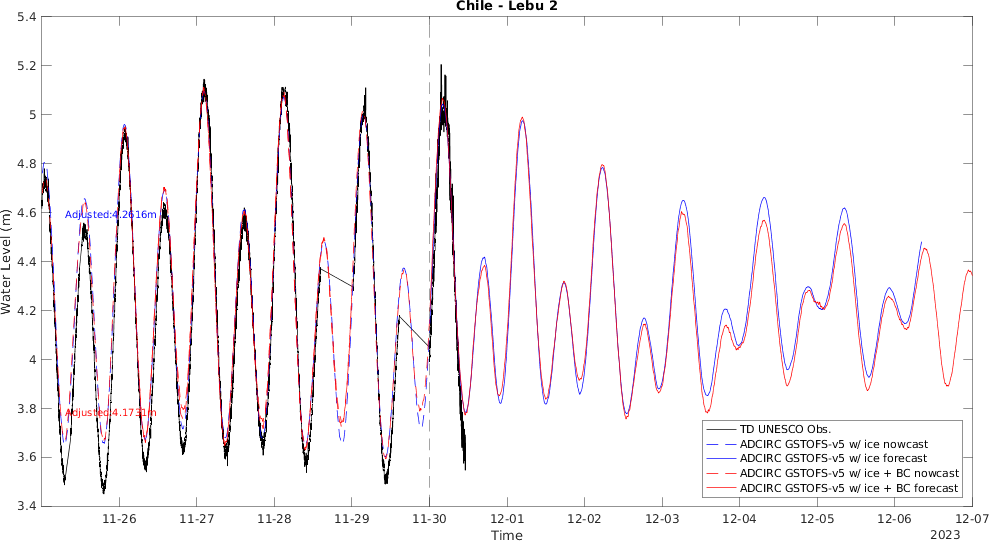 Chile - Lebu 2
5.4
5.2
5
4.8
4.6
4.4
4.2
4
3.8
3.6
3.4
Water Level (m)
Adjusted:4.2616m
Adjusted:4.1731m
TD UNESCO Obs.
ADCIRC GSTOFS-v5 w/ ice nowcast
ADCIRC GSTOFS-v5 w/ ice forecast
ADCIRC GSTOFS-v5 w/ ice + BC nowcast
ADCIRC GSTOFS-v5 w/ ice + BC forecast
11-26 11-27 11-28 11-29 11-30 12-01 12-02 12-03 12-04 12-05 12-06 12-07
Time
2023